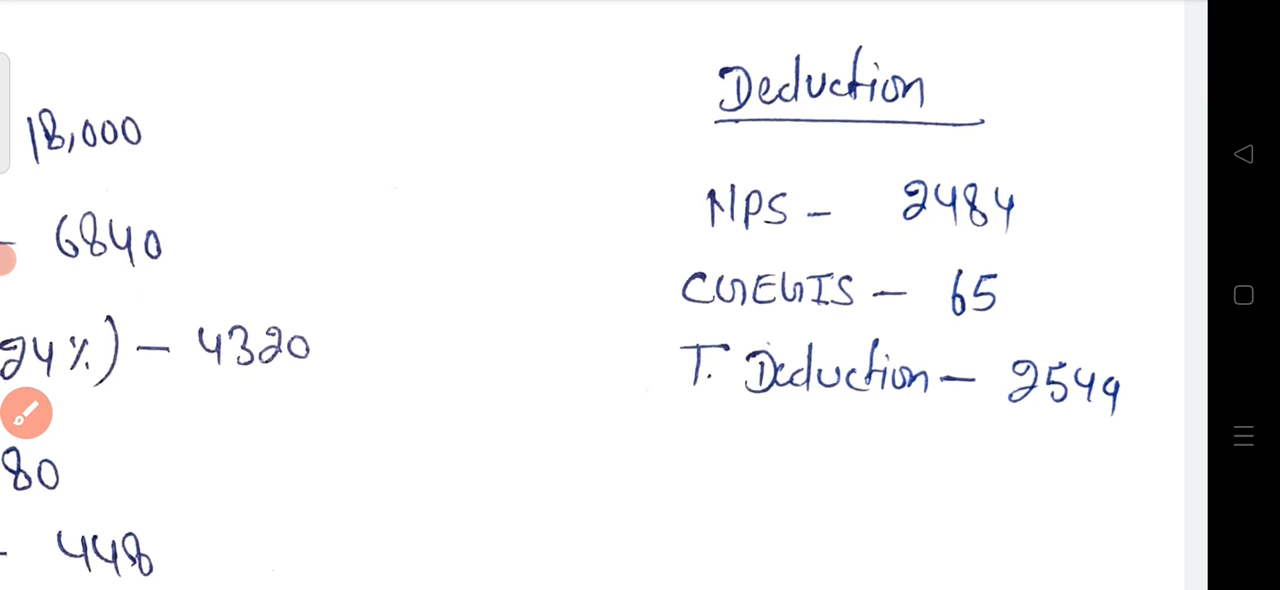 Deduction
18,000
NPS - 2484
- 6840
CGEGIS - 65
24%) - 4320
T. Deduction - 2549
80
- 448